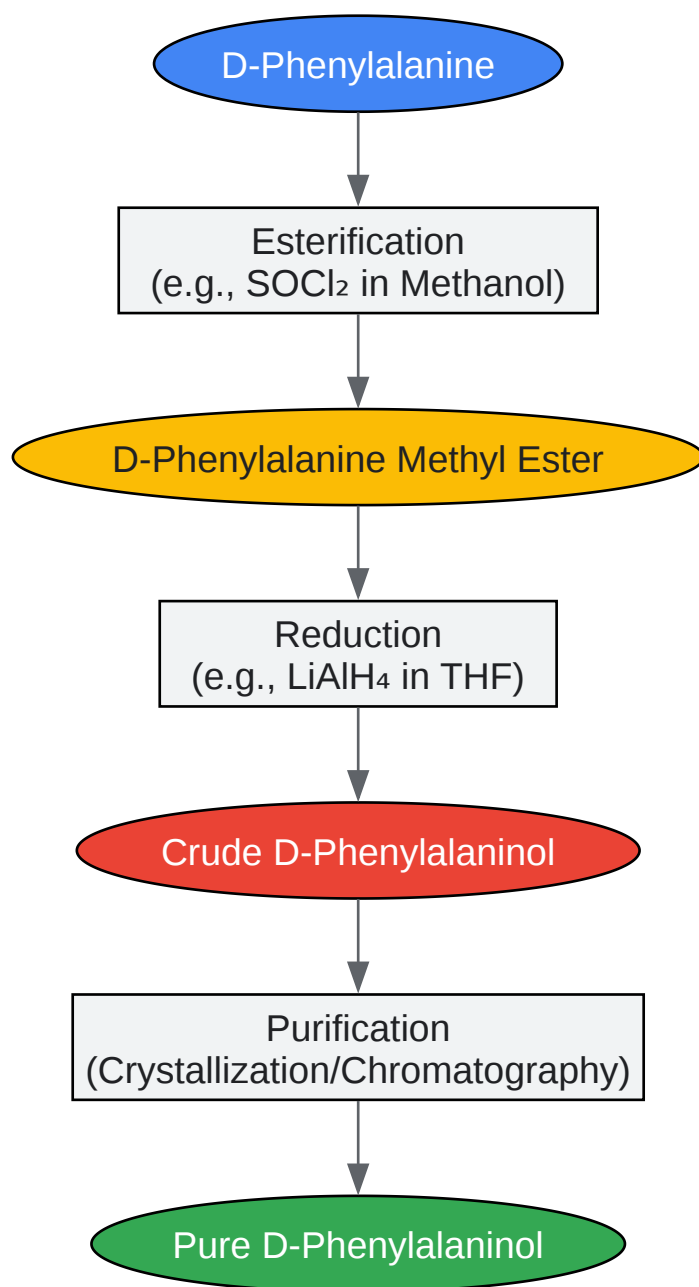 D-Phenylalanine
Esterification
(e.g., SOCl₂ in Methanol)
D-Phenylalanine Methyl Ester
Reduction
(e.g., LiAlH₄ in THF)
Crude D-Phenylalaninol
Purification
(Crystallization/Chromatography)
Pure D-Phenylalaninol